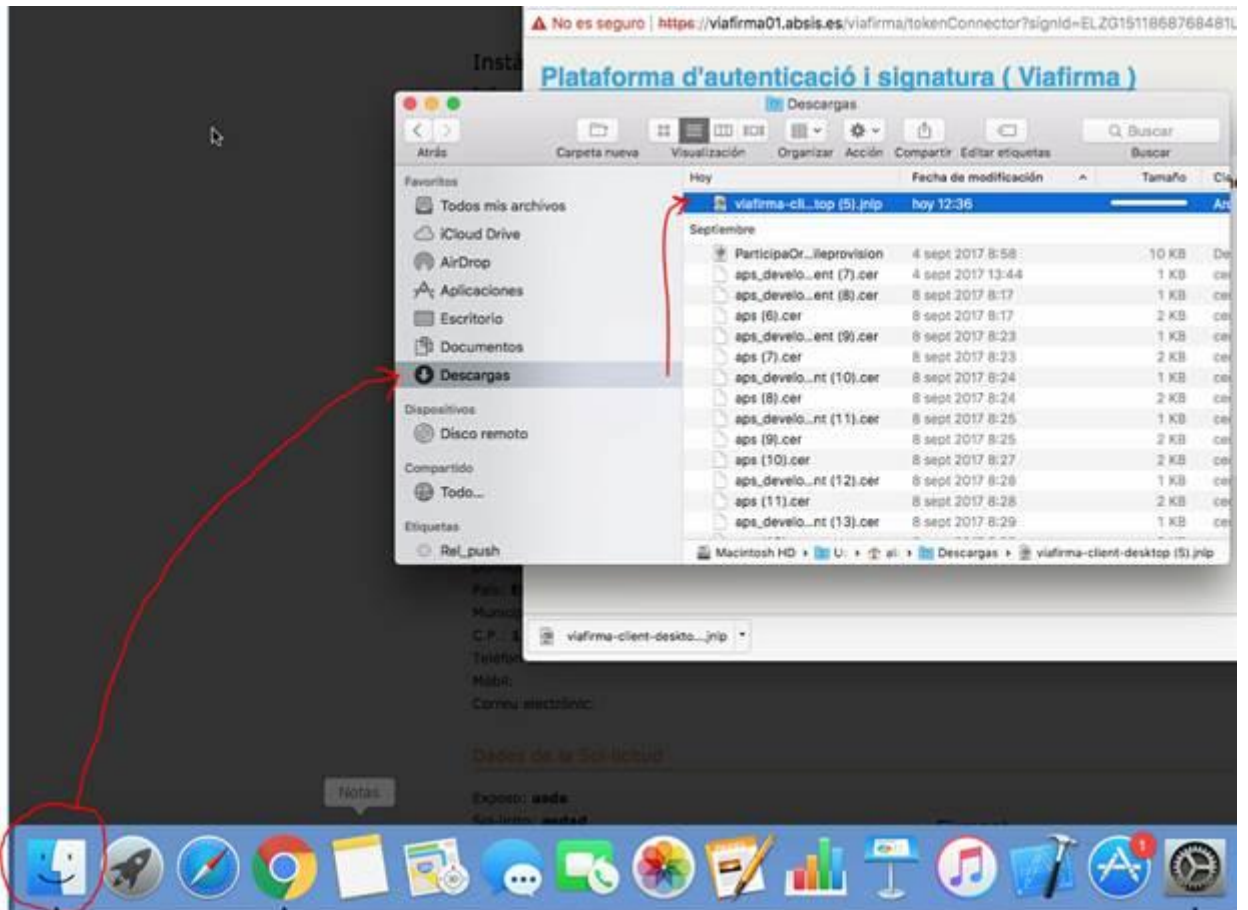 No es seguro | https://viafirma01.absis.es/viafirma/tokenConnector?signId=ELZG1511868768481L
Instà
Plataforma d'autenticació i signatura ( Viafirma )
Descargas
Atrás Carpeta nueva Visualización Organizar Acción Compartir Editar etiquetas Buscar
Buscar
Favoritos
Todos mis archivos
iCloud Drive
AirDrop
Aplicaciones
Escritorio
Documentos
Descargas
Dispositivos
Disco remoto
Compartido
Todo...
Etiquetas
Rel_push
Hoy Fecha de modificación Tamaño
viafirma-cli...top (5).jnlp hoy 12:36
Septiembre
ParticipaOr...ileprovision 4 sept 2017 8:58 10 KB
aps_develo...ent (7).cer 4 sept 2017 13:44 1 KB
aps_develo...ent (8).cer 8 sept 2017 8:17 1 KB
aps (6).cer 8 sept 2017 8:17 2 KB
aps_develo...ent (9).cer 8 sept 2017 8:23 1 KB
aps (7).cer 8 sept 2017 8:23 2 KB
aps_develo...nt (10).cer 8 sept 2017 8:24 1 KB
aps (8).cer 8 sept 2017 8:24 2 KB
aps_develo...nt (11).cer 8 sept 2017 8:25 1 KB
aps (9).cer 8 sept 2017 8:25 2 KB
aps (10).cer 8 sept 2017 8:27 2 KB
aps_develo...nt (12).cer 8 sept 2017 8:28 1 KB
aps (11).cer 8 sept 2017 8:28 2 KB
aps_develo...nt (13).cer 8 sept 2017 8:29 1 KB
Macintosh HD U: al Descargas viafirma-client-desktop (5).jnlp
País: E
Municip
C.P.:
Telèfon
viafirma-client-deskto....jnlp
Mòbil:
Correu electrònic:
Dades de la Sol·licitud
Notas
Exposo: asda
Sol·licito: asdad
1